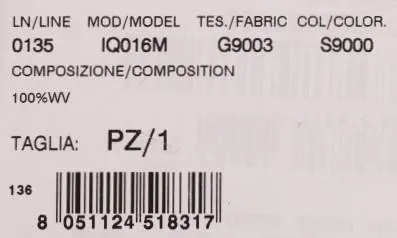 LN/LINE MOD/MODEL TES./FABRIC COL/COLOR.
0135 IQ016M G9003 S9000
COMPOSIZIONE/COMPOSITION
100%WV
TAGLIA: PZ/1
136
8 051124 518317